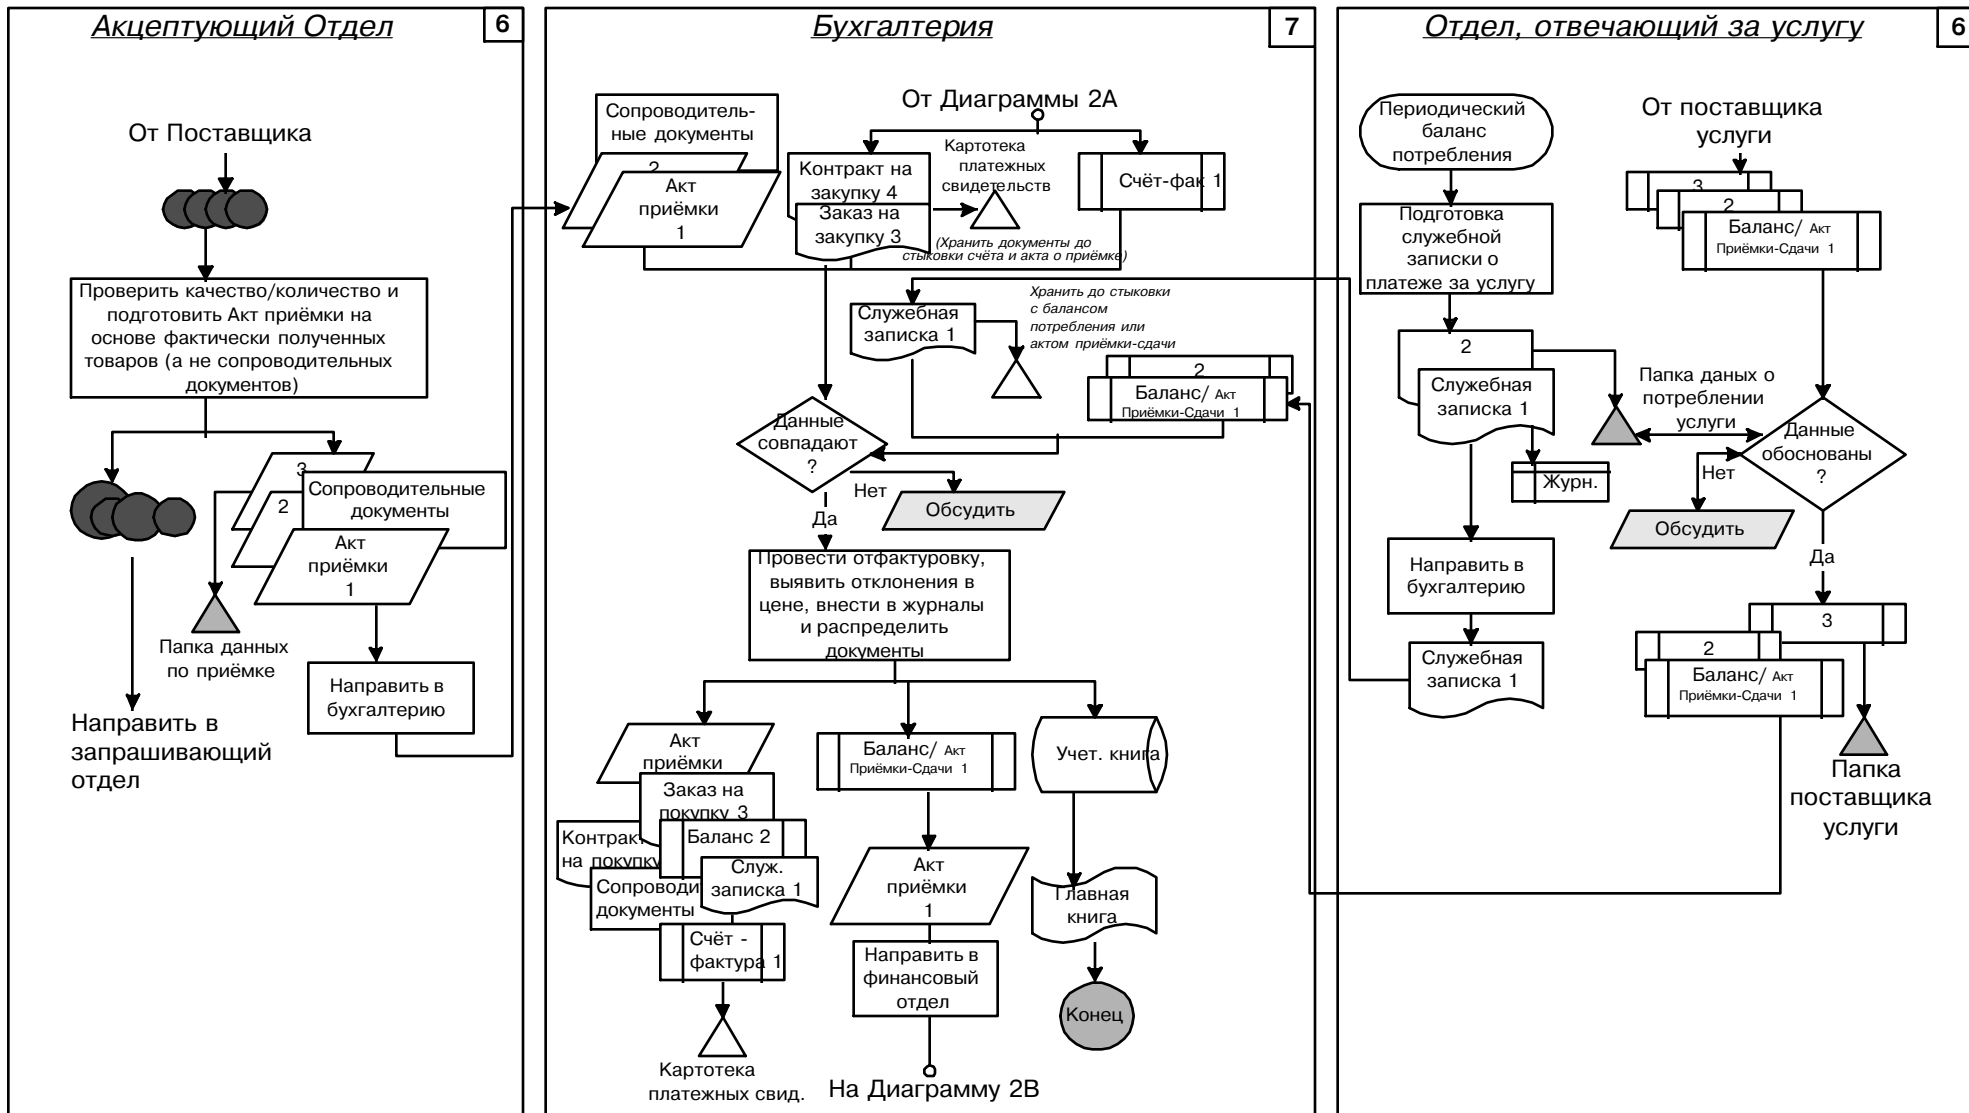 Акцептующий Отдел
6
От Поставщика
Проверить качество/количество и
подготовить Акт приёмки на
основе фактически полученных
товаров (а не сопроводительных
документов)
3
2
Сопроводительные
документы
Акт
приёмки
1
Папка данных
по приёмке
Направить в
бухгалтерию
Направить в
запрашивающий
отдел
Бухгалтерия
7
От Диаграммы 2А
Сопроводитель-
ные документы
2
Акт
приёмки
1
Контракт на
закупку 4
Заказ на
закупку 3
Картотека
платежных
свидетельств
(Хранить документы до
стыковки счёта и акта о приёмке)
Счёт-фак 1
Служебная
записка 1
Хранить до стыковки
с балансом
потребления или
актом приёмки-сдачи
2
Баланс/ Акт
Приёмки-Сдачи 1
Данные
совпадают
?
Нет
Обсудить
Да
Провести отфактуровку,
выявить отклонения в
цене, внести в журналы
и распределить
документы
Акт
приёмки
Заказ на
покупку 3
Контракт
на покупку
Баланс 2
Сопроводи
документы
Служ.
записка 1
Счёт -
фактура 1
Картотека
платежных свид.
Баланс/ Акт
Приёмки-Сдачи 1
Акт
приёмки
1
Направить в
финансовый
отдел
На Диаграмму 2В
Учет. книга
Главная
книга
Конец
Отдел, отвечающий за услугу
6
Периодический
баланс
потребления
Подготовка
служебной
записки о
платеже за услугу
2
Служебная
записка 1
Журн.
Направить в
бухгалтерию
Служебная
записка 1
От поставщика
услуги
3
2
Баланс/ Акт
Приёмки-Сдачи 1
Папка даных о
потреблении
услуги
Данные
обоснованы
?
Нет
Обсудить
Да
3
2
Баланс/ Акт
Приёмки-Сдачи 1
Папка
поставщика
услуги